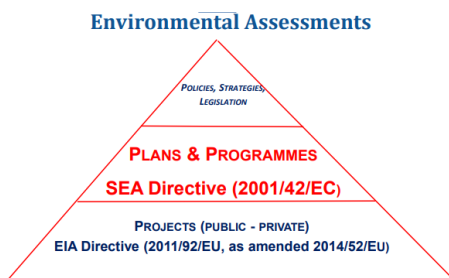 Environmental Assessments
POLICIES, STRATEGIES,
LEGISLATION
PLANS & PROGRAMMES
SEA Directive (2001/42/EC)
PROJECTS (PUBLIC - PRIVATE)
EIA Directive (2011/92/EU, as amended 2014/52/EU)